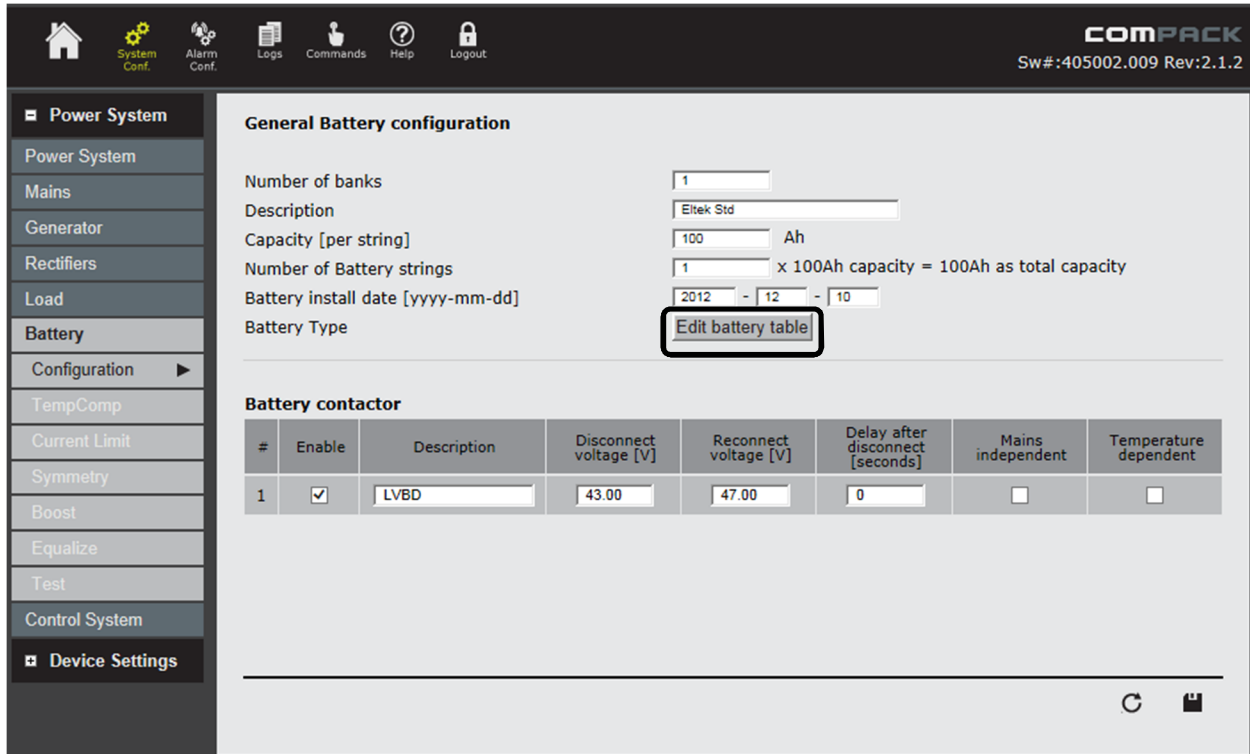 System
Conf.
Alarm
Conf.
Logs
Commands
Help
Logout
COMPACK
Sw#:405002.009 Rev:2.1.2
Power System
Power System
Mains
Generator
Rectifiers
Load
Battery
Configuration
TempComp
Current Limit
Symmetry
Boost
Equalize
Test
Control System
Device Settings
General Battery configuration
Number of banks 1
Description Eltek Std
Capacity [per string] 100 Ah
Number of Battery strings 1 x 100Ah capacity = 100Ah as total capacity
Battery install date [yyyy-mm-dd] 2012 - 12 - 10
Battery Type Edit battery table
Battery contactor
# Enable Description Disconnect voltage [V] Reconnect voltage [V] Delay after disconnect [seconds] Mains independent Temperature dependent
1 LVBD 43.00 47.00 0